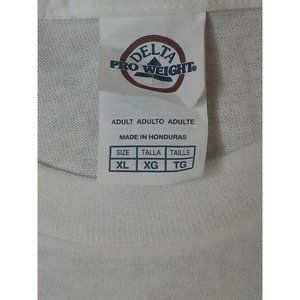 DELTA
PRO WEIGHT®
ADULT ADULTO ADULTE
MADE IN HONDURAS
SIZE TALLA TAILLE
XL XG TG